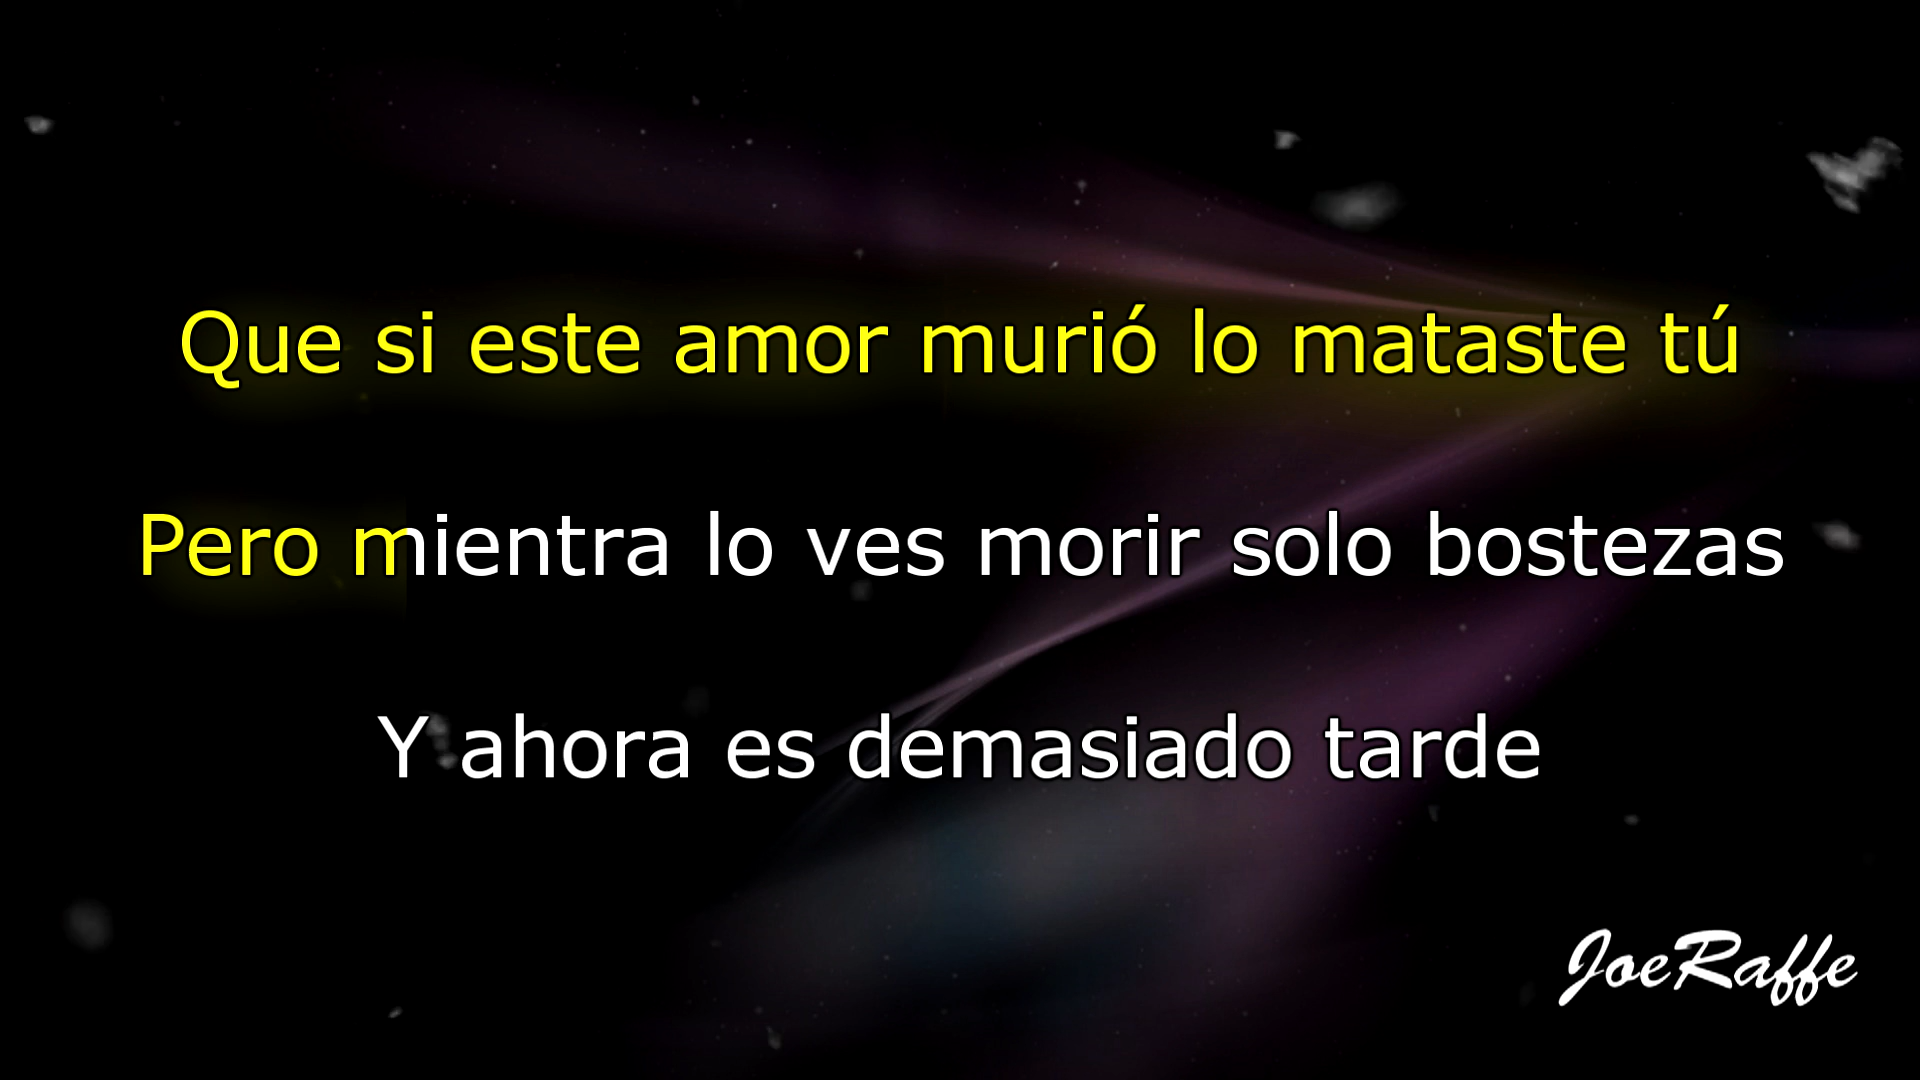 Que si este amor murió lo mataste tú
Pero mientra lo ves morir solo bostezas
Y ahora es demasiado tarde
JoeRaffe